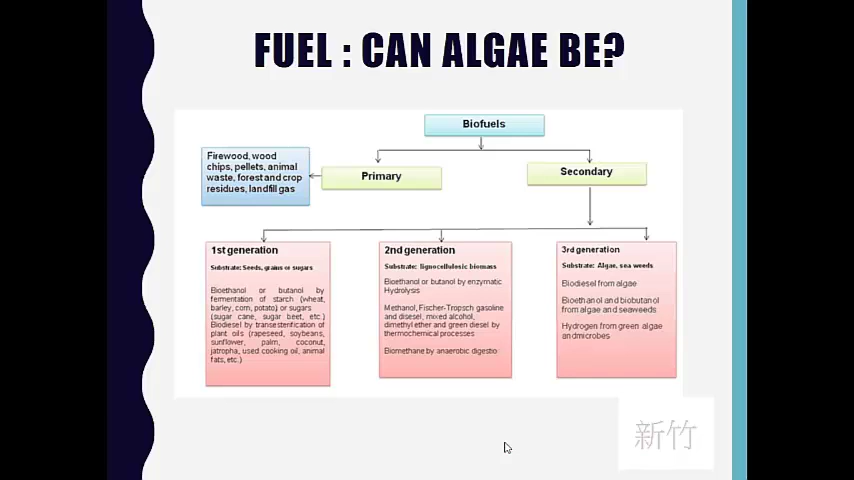 FUEL : CAN ALGAE BE?
Biofuels
Firewood, wood
chips, pellets, animal
waste, forest and crop
residues, landfill gas
Primary
Secondary
1st generation
Substrate: Seeds, grains or sugars
Bioethanol or butanol by
fermentation of starch (wheat,
barley, corn, potato) or sugars
(sugar cane, sugar beet, etc.)
Biodiesel by transesterification of
plant oils (rapeseed, soybeans,
sunflower, palm, coconut,
jatropha, used cooking oil, animal
fats, etc.)
2nd generation
Substrate: lignocellulosic biomass
Bioethanol or butanol by enzymatic
Hydrolysis
Methanol, Fischer-Tropsch gasoline
and disesel, mixed alcohol,
dimethyl ether and green diesel by
thermochemical processes
Biomethane by anaerobic digestio
3rd generation
Substrate: Algae, sea weeds
Biodiesel from algae
Bioethanol and biobutanol
from algae and seaweeds
Hydrogen from green algae
andmicrobes
新竹